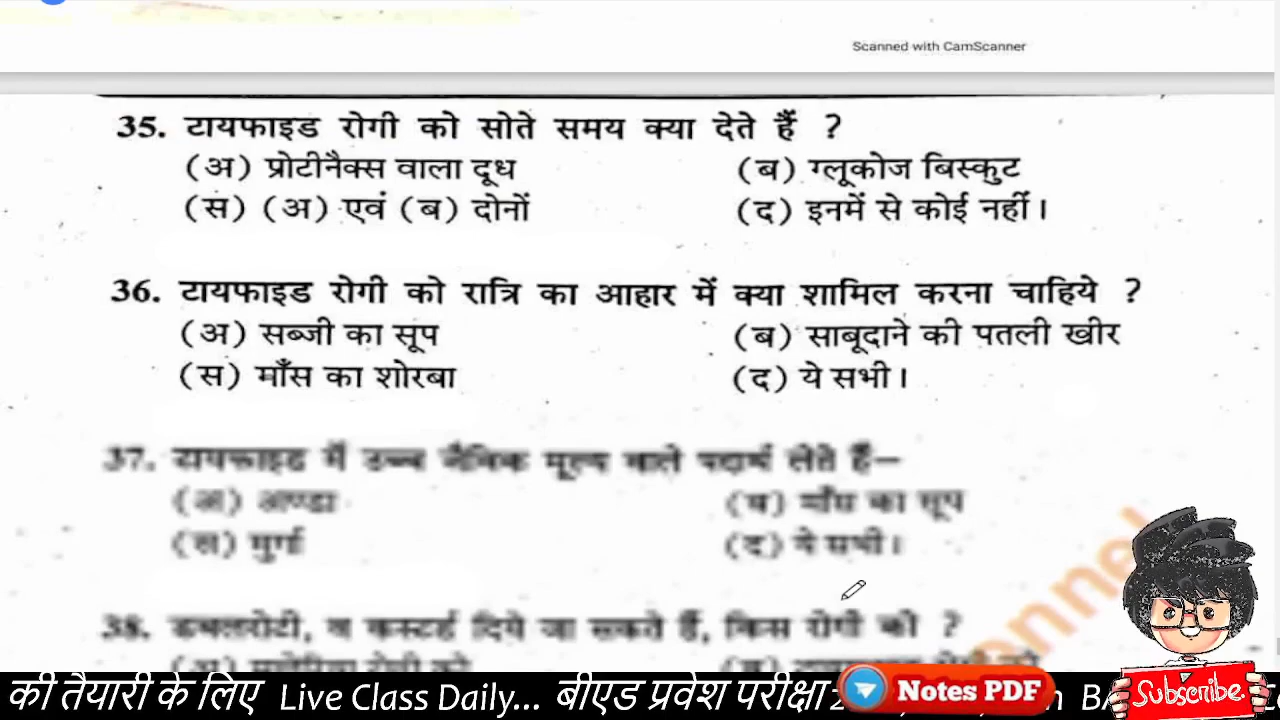 Scanned with CamScanner
35. टायफाइड रोगी को सोते समय क्या देते हैं ?
(अ) प्रोटीनैक्स वाला दूध (ब) ग्लूकोज बिस्कुट
(स) (अ) एवं (ब) दोनों (द) इनमें से कोई नहीं।
36. टायफाइड रोगी को रात्रि का आहार में क्या शामिल करना चाहिये ?
(अ) सब्जी का सूप (ब) साबूदाने की पतली खीर
(स) माँस का शोरबा (द) ये सभी।
37. टायफाइड में उच्च जैविक मूल्य वाले पदार्थ लेते हैं—
(अ) अण्डा (ब) माँस का सूप
(स) मुर्गा (द) ये सभी।
38. डबलरोटी, व कस्टर्ड दिये जा सकते हैं, किस रोगी को ?
की तैयारी के लिए Live Class Daily... बीएड प्रवेश परीक्षा
Notes PDF
Subscribe